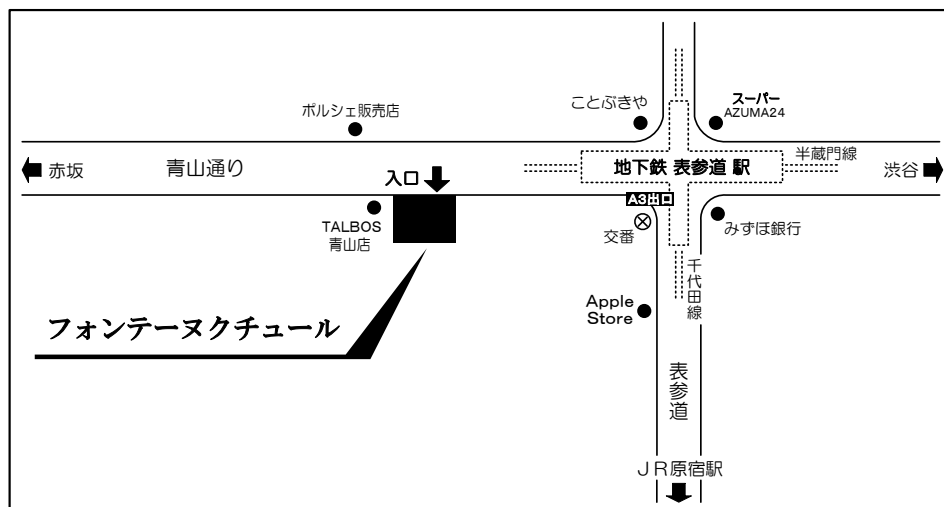 ポルシェ販売店
ことぶきや
スーパー
AZUMA24
赤坂
青山通り
入口
地下鉄 表参道 駅
半蔵門線
渋谷
A3出口
TALBOS
青山店
交番
みずほ銀行
千代田線
Apple
Store
フォンテーヌクチュール
表参道
JR原宿駅